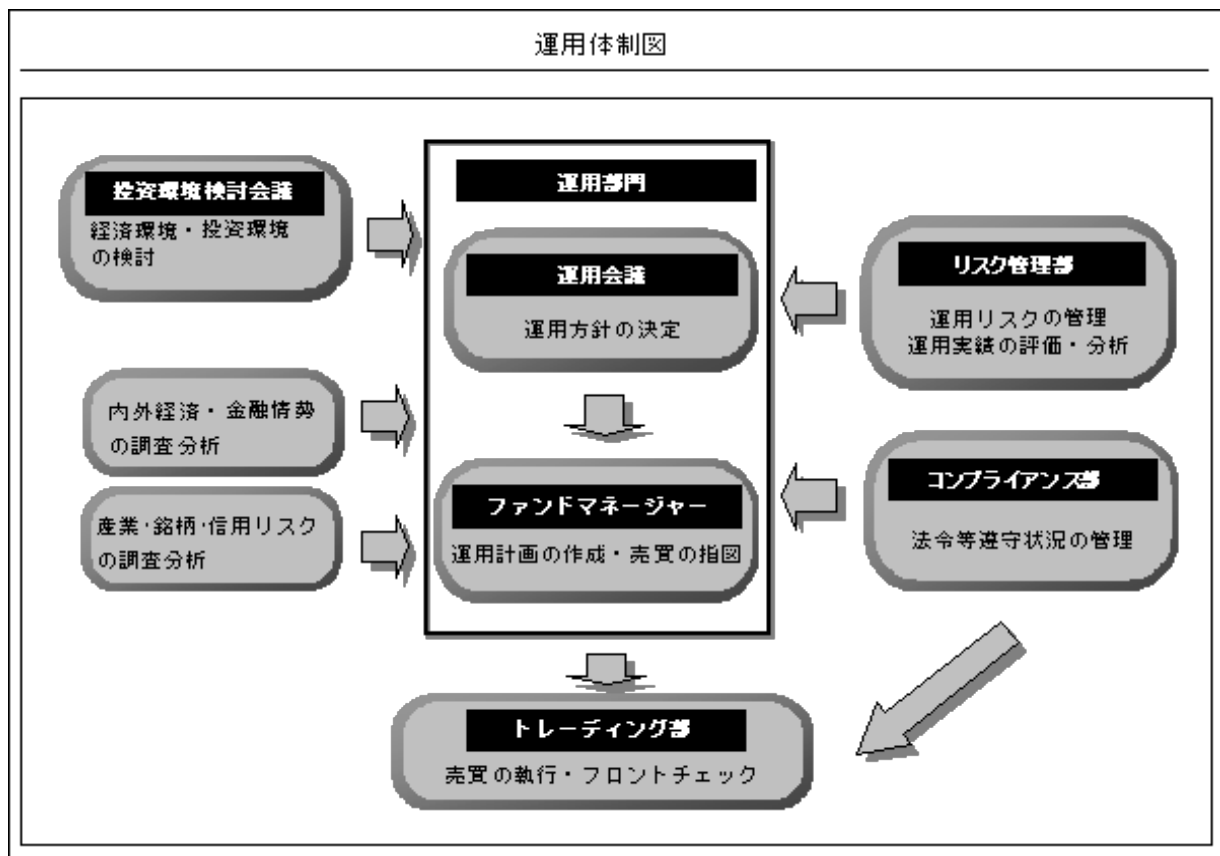 運用体制図
投資環境検討会議
経済環境・投資環境
の検討
内外経済・金融情勢
の調査分析
産業・銘柄・信用リスク
の調査分析
運用部門
運用会議
運用方針の決定
ファンドマネージャー
運用計画の作成・売買の指図
リスク管理部
運用リスクの管理
運用実績の評価・分析
コンプライアンス部
法令等遵守状況の管理
トレーディング部
売買の執行・フロントチェック